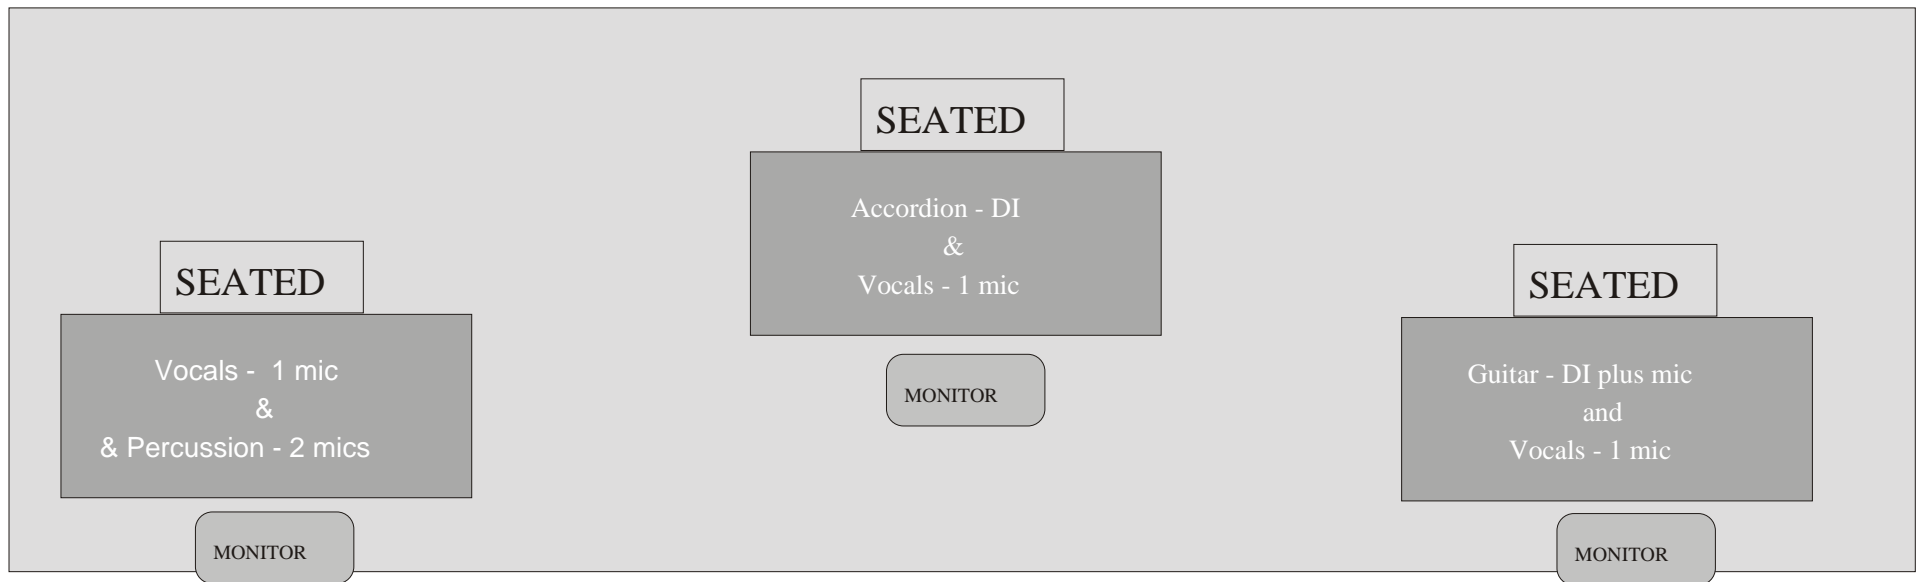 SEATED
Vocals - 1 mic
&
& Percussion - 2 mics
MONITOR
SEATED
Accordion - DI
&
Vocals - 1 mic
MONITOR
SEATED
Guitar - DI plus mic
and
Vocals - 1 mic
MONITOR